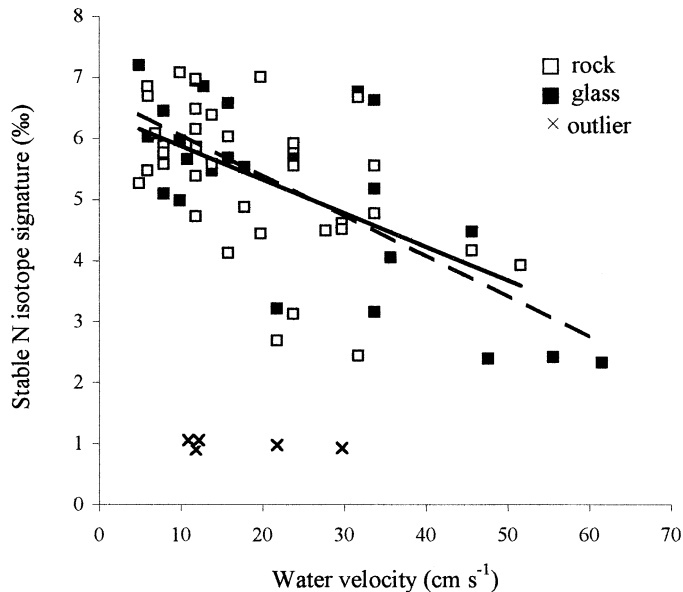 8
7
6
5
4
3
2
1
0
Stable N isotope signature (‰)
rock
glass
outlier
0 10 20 30 40 50 60 70
Water velocity (cm s⁻¹)